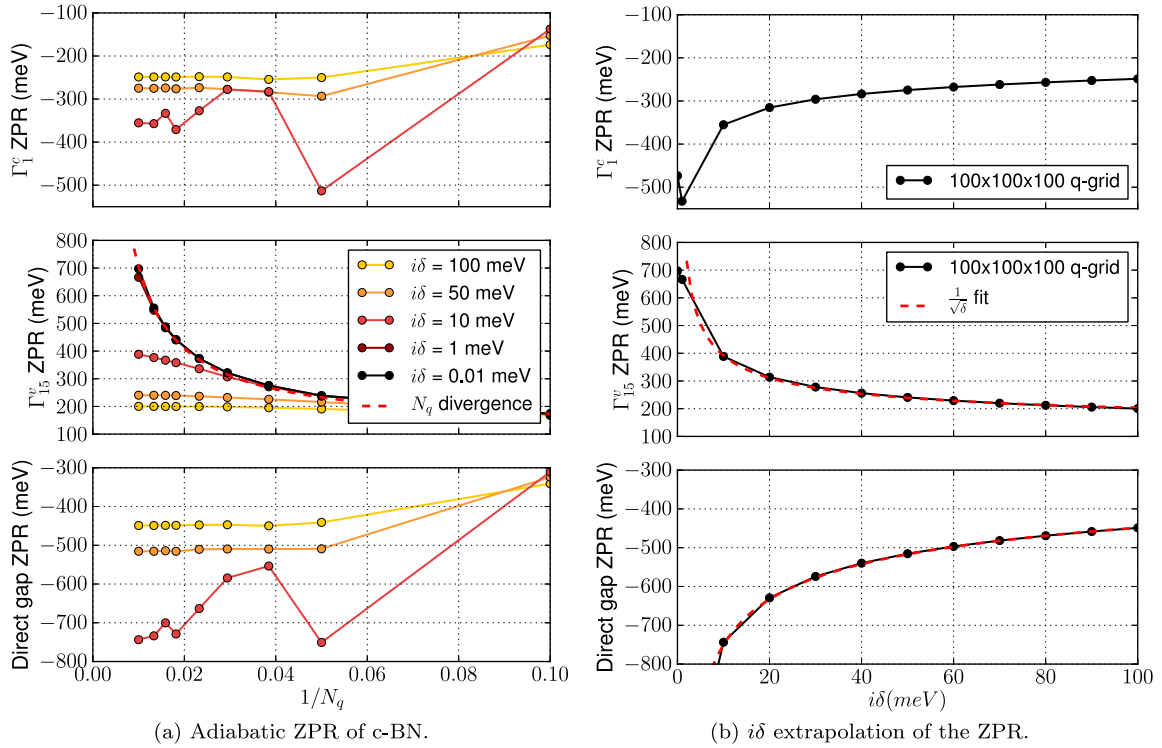 −100
−200
−300
−400
−500
Γ₁ᶜ ZPR (meV)
800
700
600
500
400
300
200
100
Γ₁₅ᵛ ZPR (meV)
iδ = 100 meV
iδ = 50 meV
iδ = 10 meV
iδ = 1 meV
iδ = 0.01 meV
N_q divergence
−300
−400
−500
−600
−700
−800
Direct gap ZPR (meV)
0.00 0.02 0.04 0.06 0.08 0.10
1/N_q
(a) Adiabatic ZPR of c-BN.
−100
−200
−300
−400
−500
Γ₁ᶜ ZPR (meV)
100x100x100 q-grid
800
700
600
500
400
300
200
100
Γ₁₅ᵛ ZPR (meV)
100x100x100 q-grid
1/√δ fit
−300
−400
−500
−600
−700
−800
Direct gap ZPR (meV)
0 20 40 60 80 100
iδ(meV)
(b) iδ extrapolation of the ZPR.